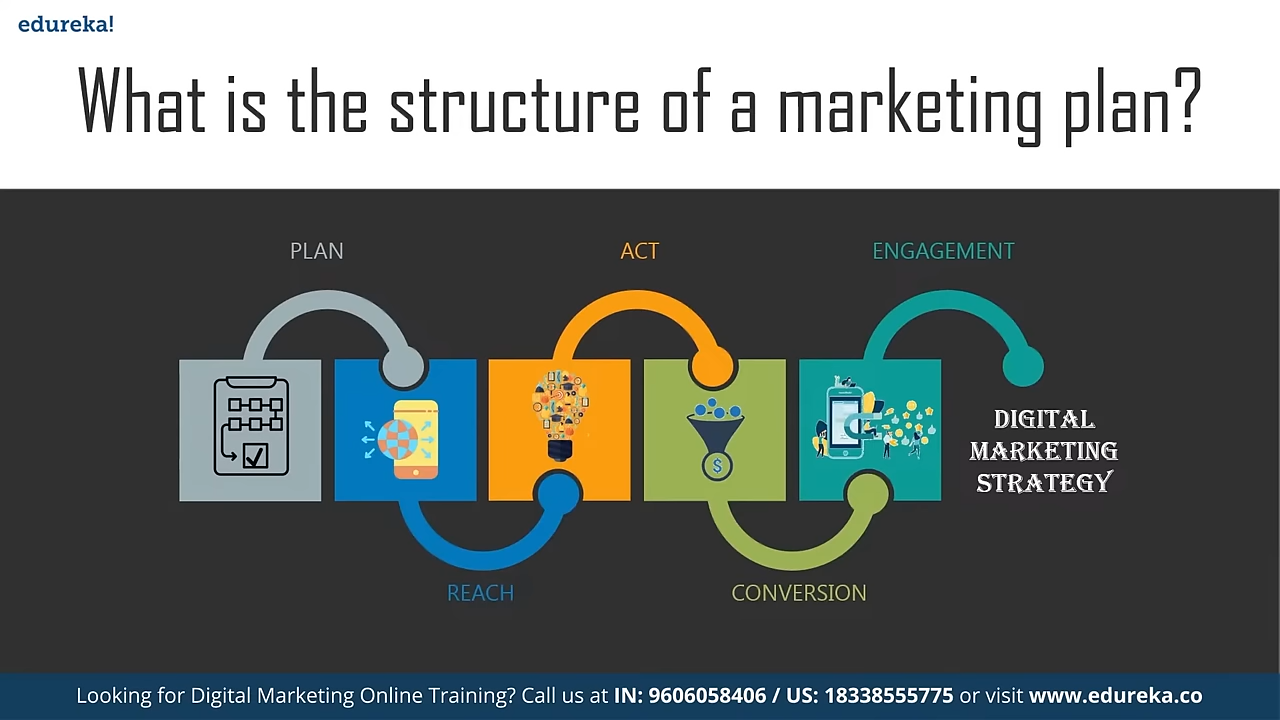 edureka!
What is the structure of a marketing plan?
PLAN
ACT
ENGAGEMENT
$
DIGITAL
MARKETING
STRATEGY
REACH
CONVERSION
Looking for Digital Marketing Online Training? Call us at IN: 9606058406 / US: 18338555775 or visit www.edureka.co